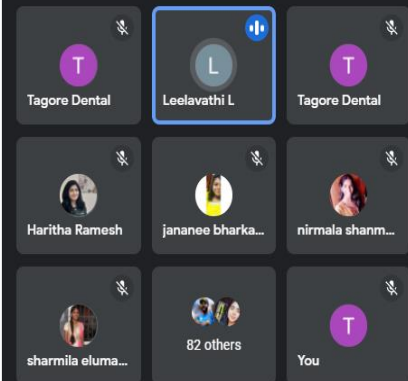 T
Tagore Dental
L
Leelavathi L
T
Tagore Dental
Haritha Ramesh
jananee bharka...
nirmala shanm...
sharmila eluma...
82 others
T
You